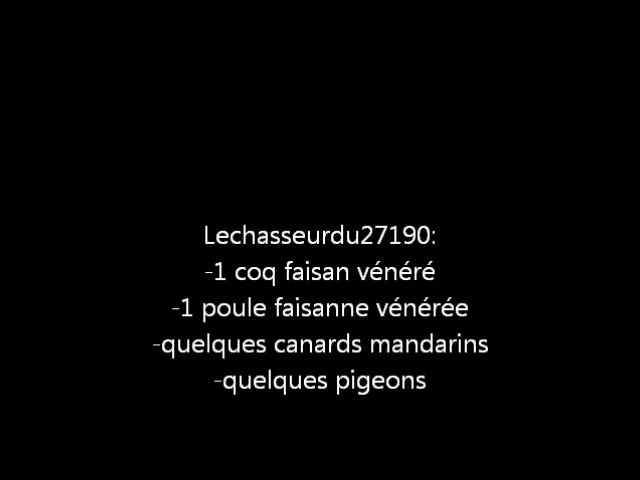 Lechasseurdu27190:
-1 coq faisan vénéré
-1 poule faisanne vénérée
-quelques canards mandarins
-quelques pigeons